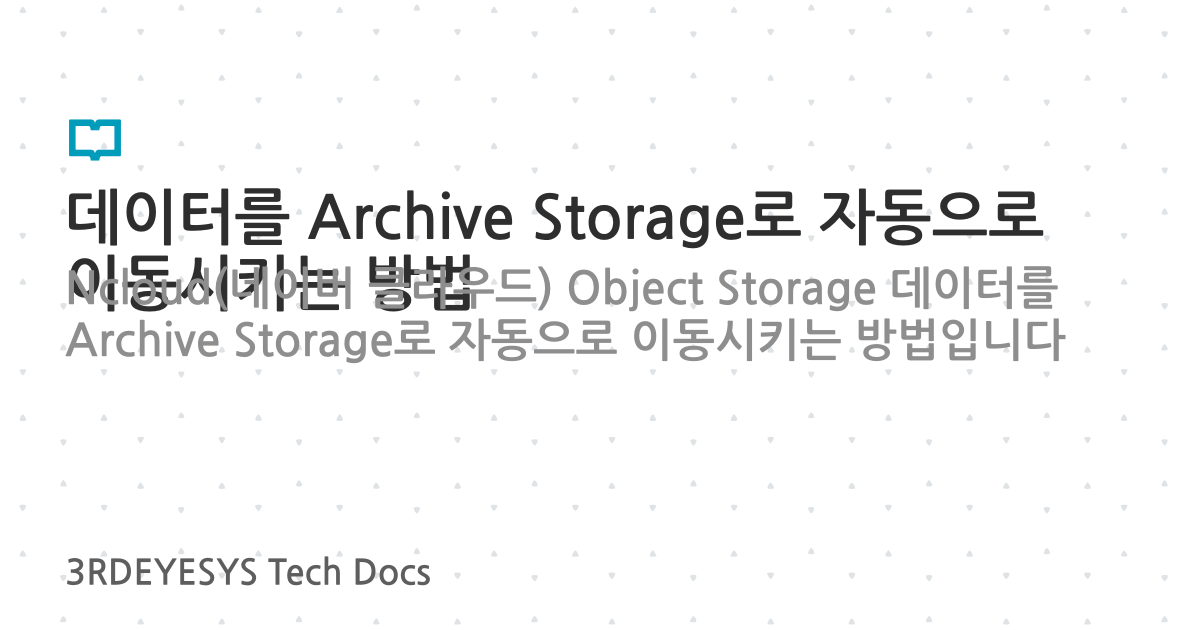 데이터를 Archive Storage로 자동으로
이동시키는 방법
Ncloud(네이버 클라우드) Object Storage 데이터를
Archive Storage로 자동으로 이동시키는 방법입니다
3RDEYESYS Tech Docs